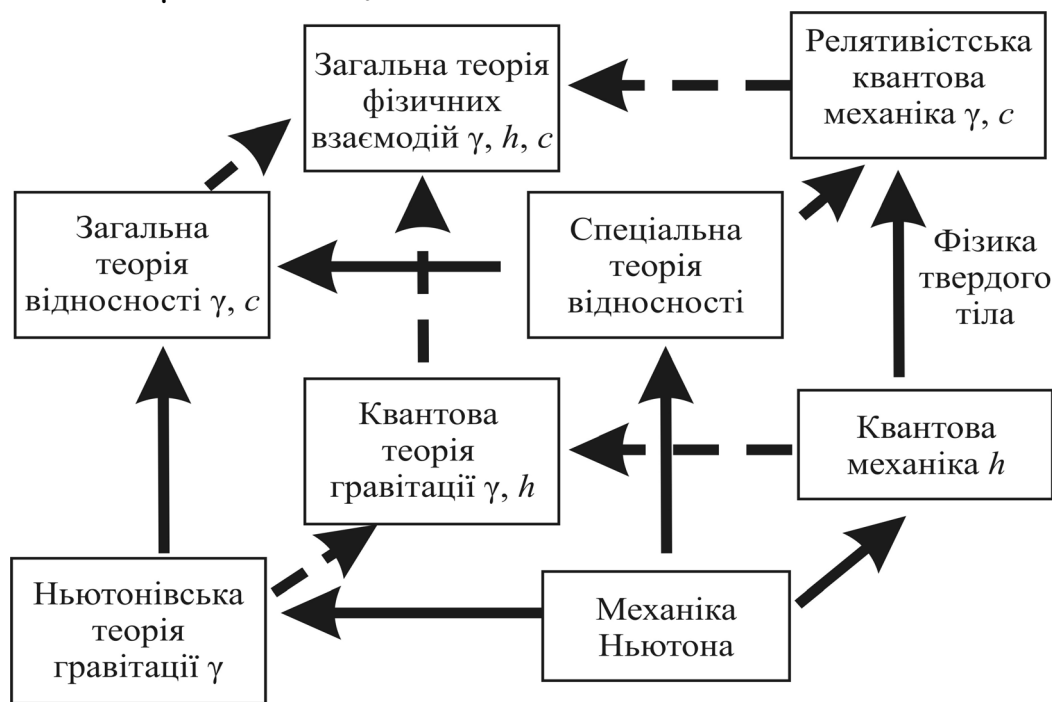 Загальна теорія
фізичних
взаємодій γ, h, c
Релятивістська
квантова
механіка γ, c
Загальна
теорія
відносності γ, c
Спеціальна
теорія
відносності
Фізика
твердого
тіла
Квантова
теорія
гравітації γ, h
Квантова
механіка h
Ньютонівська
теорія
гравітації γ
Механіка
Ньютона